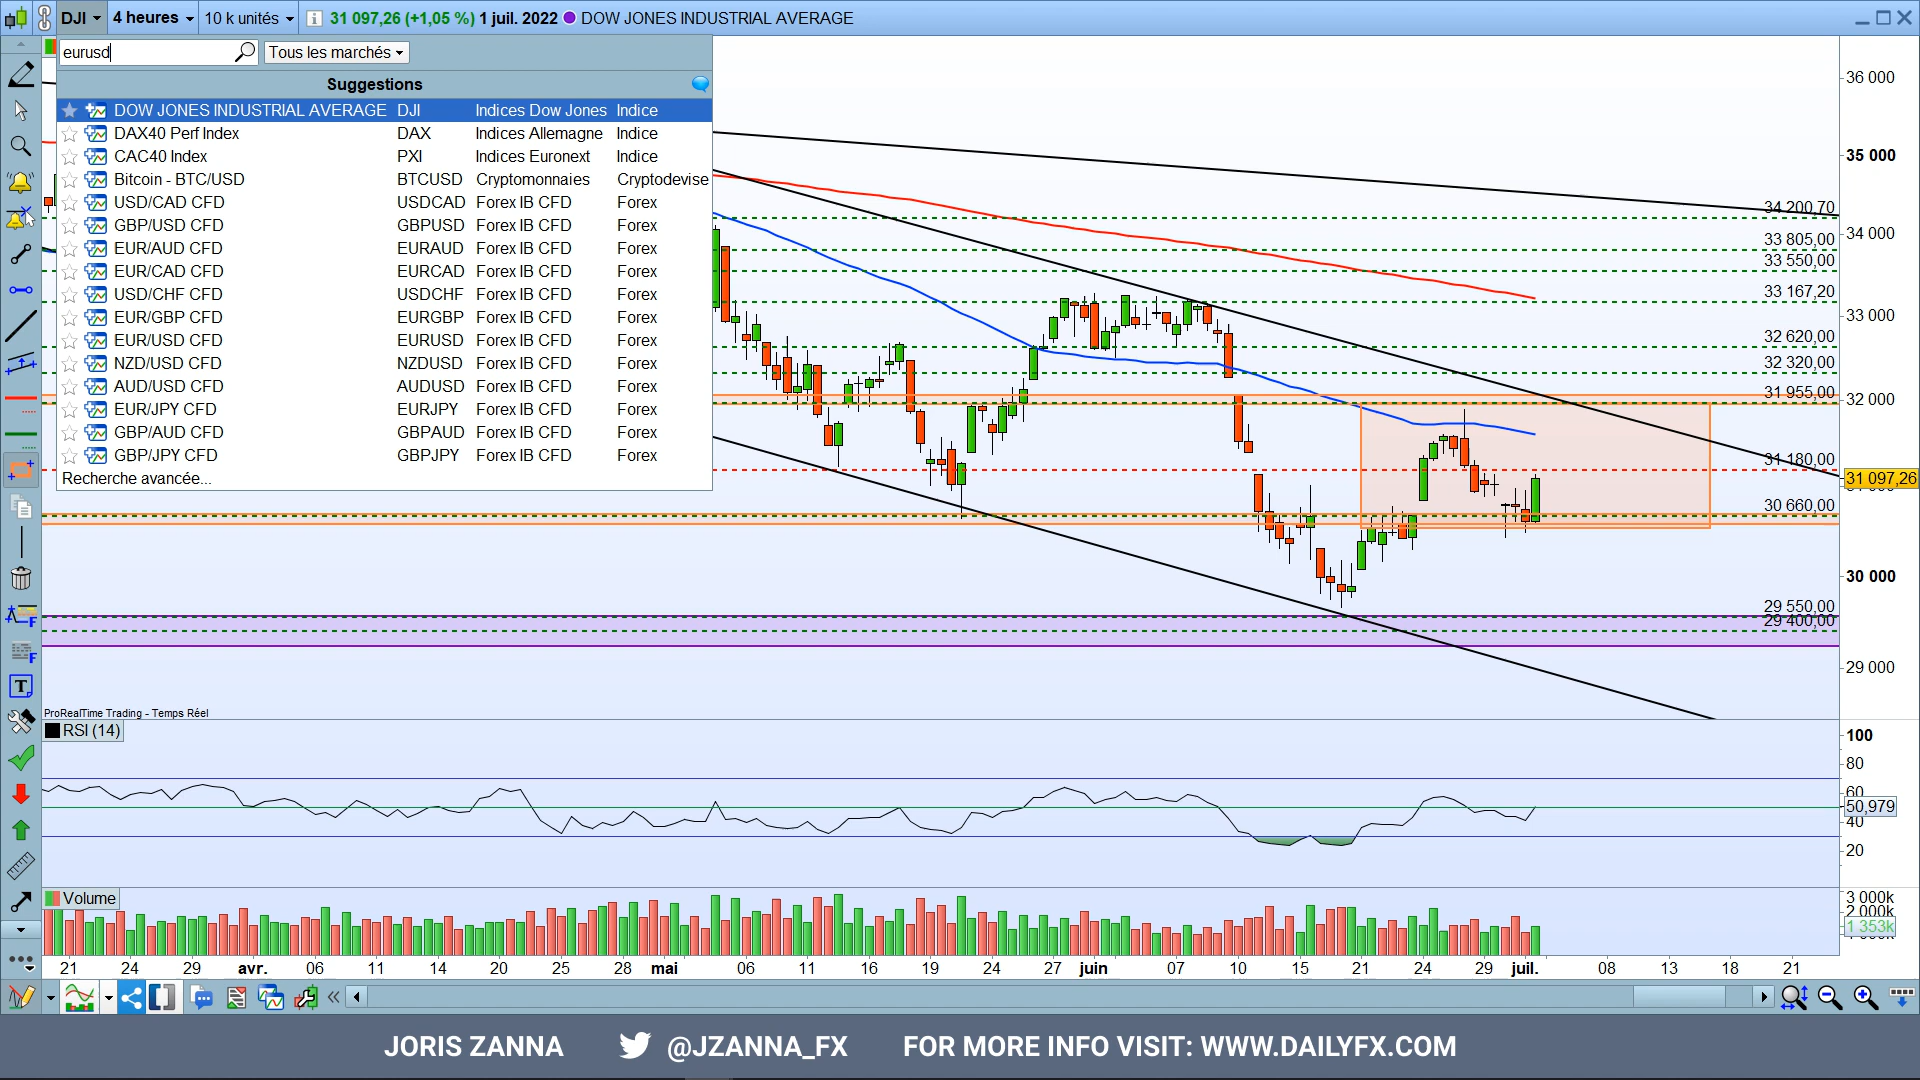 DJI 4 heures 10 k unités 31 097,26 (+1,05 %) 1 juil. 2022 DOW JONES INDUSTRIAL AVERAGE
eurusd Tous les marchés
Suggestions
DOW JONES INDUSTRIAL AVERAGE DJI Indices Dow Jones Indice
DAX40 Perf Index DAX Indices Allemagne Indice
CAC40 Index PXI Indices Euronext Indice
Bitcoin - BTC/USD BTCUSD Cryptomonnaies Cryptodevise
USD/CAD CFD USDCAD Forex IB CFD Forex
GBP/USD CFD GBPUSD Forex IB CFD Forex
EUR/AUD CFD EURAUD Forex IB CFD Forex
EUR/CAD CFD EURCAD Forex IB CFD Forex
USD/CHF CFD USDCHF Forex IB CFD Forex
EUR/GBP CFD EURGBP Forex IB CFD Forex
EUR/USD CFD EURUSD Forex IB CFD Forex
NZD/USD CFD NZDUSD Forex IB CFD Forex
AUD/USD CFD AUDUSD Forex IB CFD Forex
EUR/JPY CFD EURJPY Forex IB CFD Forex
GBP/AUD CFD GBPAUD Forex IB CFD Forex
GBP/JPY CFD GBPJPY Forex IB CFD Forex
Recherche avancée...
36 000
35 000
34 200,70
34 000
33 805,00
33 550,00
33 167,20
33 000
32 620,00
32 320,00
31 955,00
32 000
31 180,00
31 097,26
30 660,00
30 000
29 550,00
29 400,00
29 000
ProRealTime Trading - Temps Réel
RSI (14)
100
80
60
50,979
40
20
Volume
3 000k
2 000k
1 353k
21 24 29 avr. 06 11 14 20 25 28 mai 06 11 16 19 24 27 juin 07 10 15 21 24 29 juil. 08 13 18 21
JORIS ZANNA @JZANNA_FX FOR MORE INFO VISIT: WWW.DAILYFX.COM